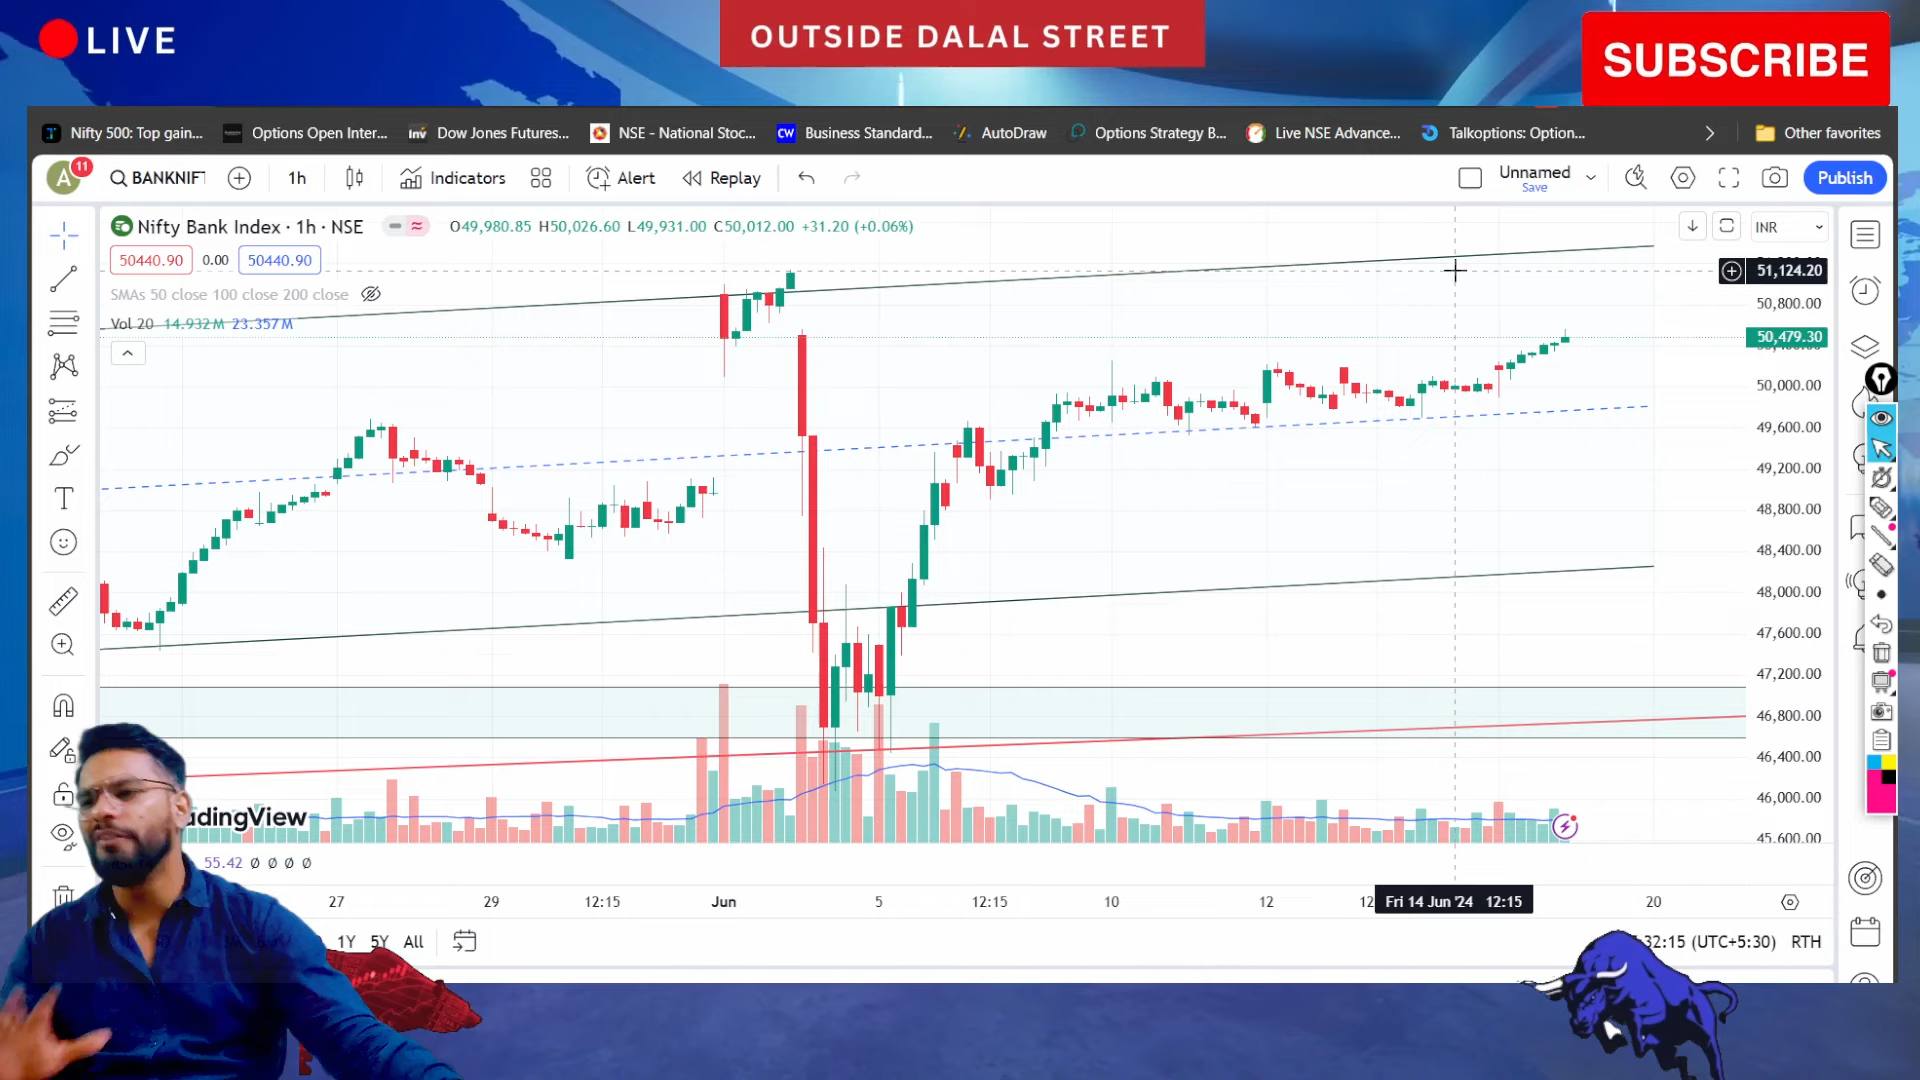 LIVE
OUTSIDE DALAL STREET
SUBSCRIBE
Nifty 500: Top gain...
Options Open Inter...
inv Dow Jones Futures...
NSE - National Stoc...
CW Business Standard...
AutoDraw
Options Strategy B...
Live NSE Advance...
Talkoptions: Option...
Other favorites
A 11
BANKNIF
1h
Indicators
Alert
Replay
Unnamed
Save
Publish
Nifty Bank Index · 1h · NSE
O49,980.85 H50,026.60 L49,931.00 C50,012.00 +31.20 (+0.06%)
INR
50440.90 0.00 50440.90
51,124.20
SMAs 50 close 100 close 200 close
50,800.00
Vol 20 14.932M 23.357M
50,479.30
50,000.00
49,600.00
49,200.00
48,800.00
48,400.00
48,000.00
47,600.00
47,200.00
46,800.00
46,400.00
46,000.00
45,600.00
adingView
55.42 Ø Ø Ø Ø
27
29
12:15
Jun
5
12:15
10
12
12
Fri 14 Jun '24 12:15
20
1Y 5Y All
:32:15 (UTC+5:30) RTH